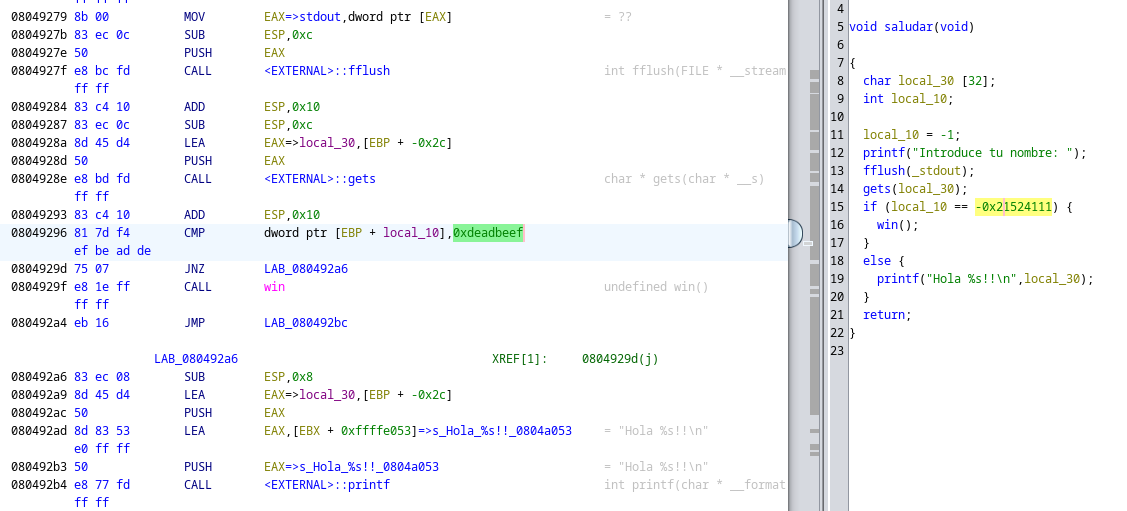 ff ff ff
08049279 8b 00 MOV EAX=>stdout,dword ptr [EAX] = ??
0804927b 83 ec 0c SUB ESP,0xc
0804927e 50 PUSH EAX
0804927f e8 bc fd CALL <EXTERNAL>::fflush int fflush(FILE * __stream
ff ff
08049284 83 c4 10 ADD ESP,0x10
08049287 83 ec 0c SUB ESP,0xc
0804928a 8d 45 d4 LEA EAX=>local_30,[EBP + -0x2c]
0804928d 50 PUSH EAX
0804928e e8 bd fd CALL <EXTERNAL>::gets char * gets(char * __s)
ff ff
08049293 83 c4 10 ADD ESP,0x10
08049296 81 7d f4 CMP dword ptr [EBP + local_10],0xdeadbeef
ef be ad de
0804929d 75 07 JNZ LAB_080492a6
0804929f e8 1e ff CALL win undefined win()
ff ff
080492a4 eb 16 JMP LAB_080492bc
LAB_080492a6 XREF[1]: 0804929d(j)
080492a6 83 ec 08 SUB ESP,0x8
080492a9 8d 45 d4 LEA EAX=>local_30,[EBP + -0x2c]
080492ac 50 PUSH EAX
080492ad 8d 83 53 LEA EAX,[EBX + 0xffffe053]=>s_Hola_%s!!_0804a053 = "Hola %s!!\n"
e0 ff ff
080492b3 50 PUSH EAX=>s_Hola_%s!!_0804a053 = "Hola %s!!\n"
080492b4 e8 77 fd CALL <EXTERNAL>::printf int printf(char * __format
ff ff
4
5 void saludar(void)
6
7 {
8 char local_30 [32];
9 int local_10;
10
11 local_10 = -1;
12 printf("Introduce tu nombre: ");
13 fflush(_stdout);
14 gets(local_30);
15 if (local_10 == -0x21524111) {
16 win();
17 }
18 else {
19 printf("Hola %s!!\n",local_30);
20 }
21 return;
22 }
23